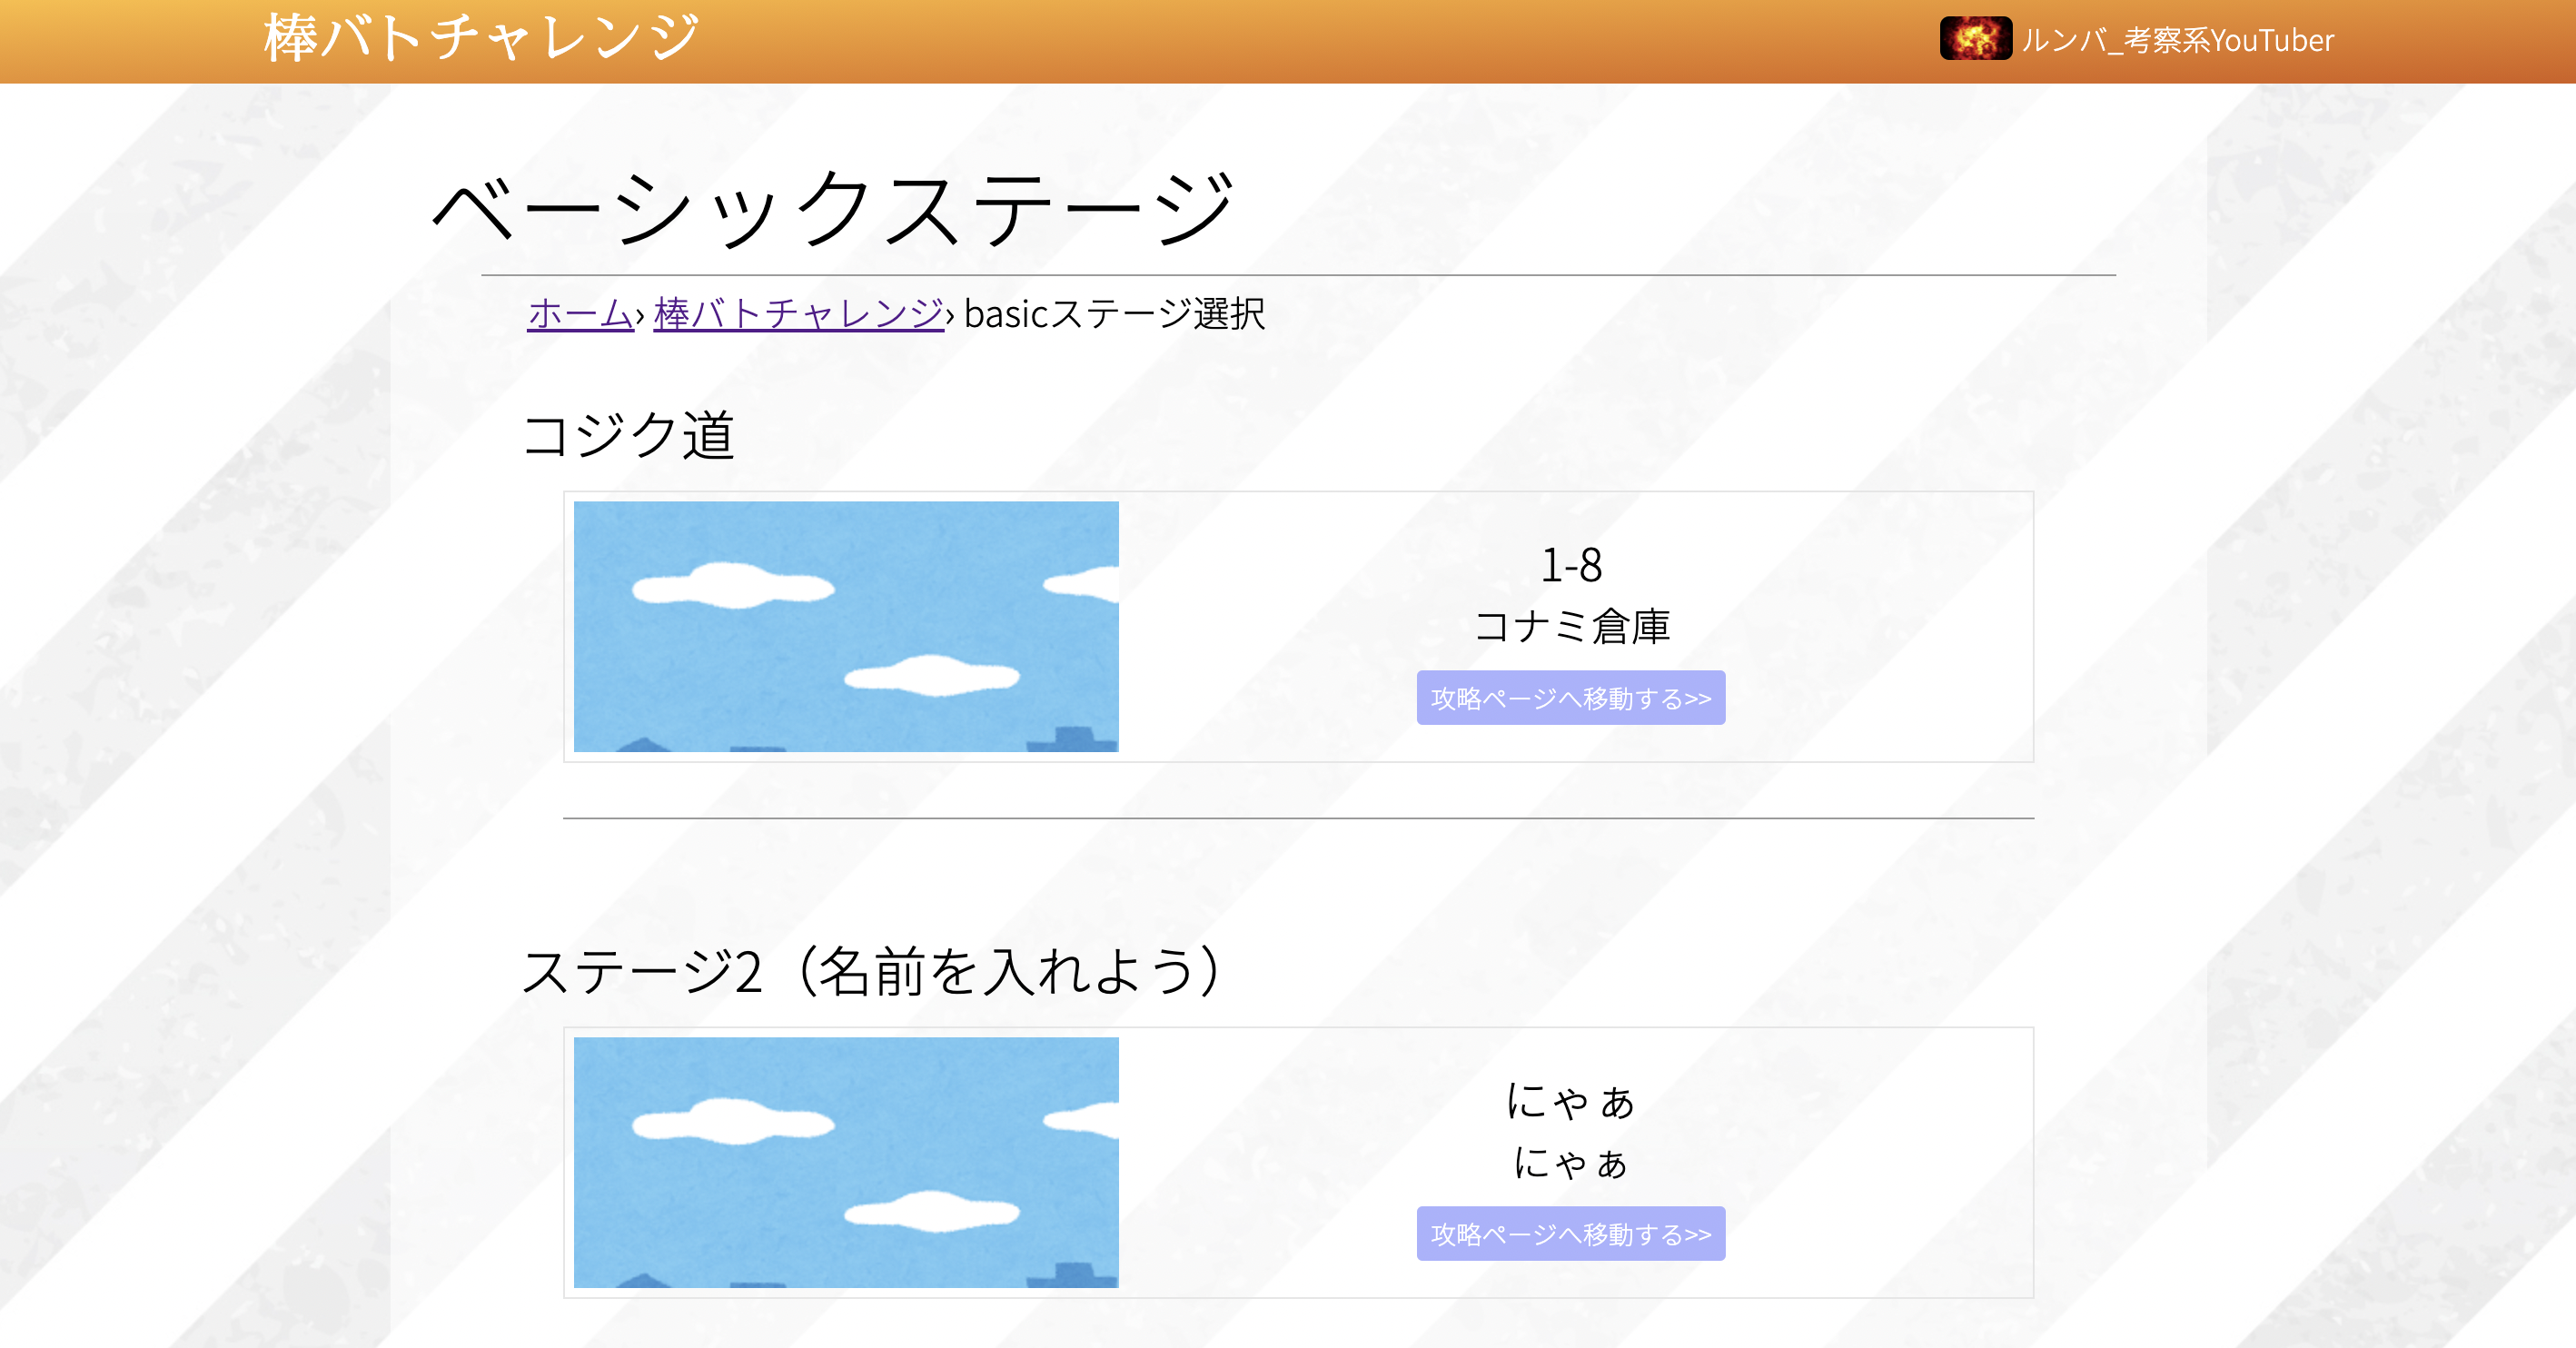 棒バトチャレンジ
ルンバ_考察系YouTuber
ベーシックステージ
ホーム› 棒バトチャレンジ› basicステージ選択
コジク道
1-8
コナミ倉庫
攻略ページへ移動する>>
ステージ2（名前を入れよう）
にゃぁ
にゃぁ
攻略ページへ移動する>>